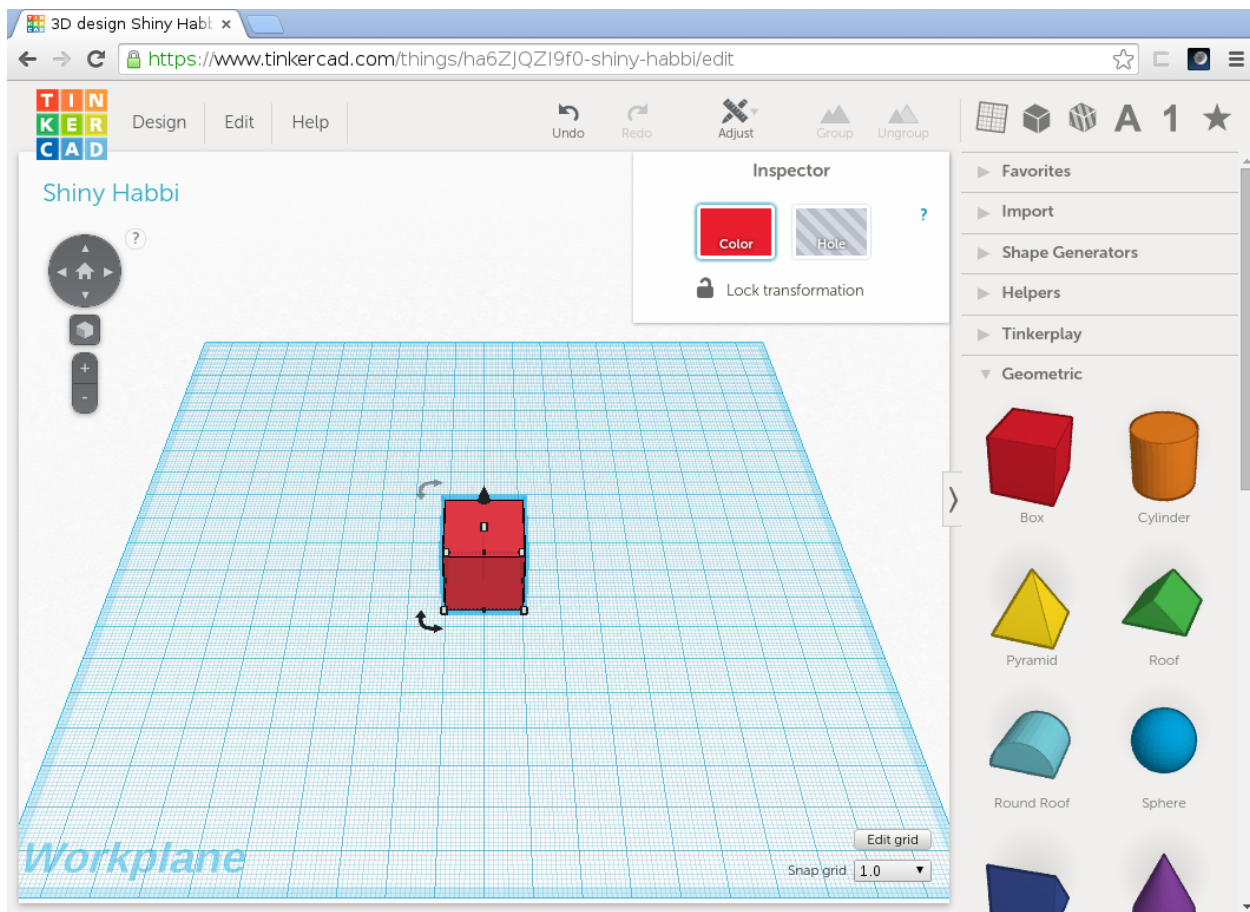 3D design Shiny Habb
https://www.tinkercad.com/things/ha6ZJQZI9f0-shiny-habbi/edit
TIN
KER
CAD
Design
Edit
Help
Undo
Redo
Adjust
Group
Ungroup
A
1
Shiny Habbi
?
+
-
Inspector
Color
Hole
?
Lock transformation
Favorites
Import
Shape Generators
Helpers
Tinkerplay
Geometric
Box
Cylinder
Pyramid
Roof
Round Roof
Sphere
Workplane
Edit grid
Snap grid 1.0